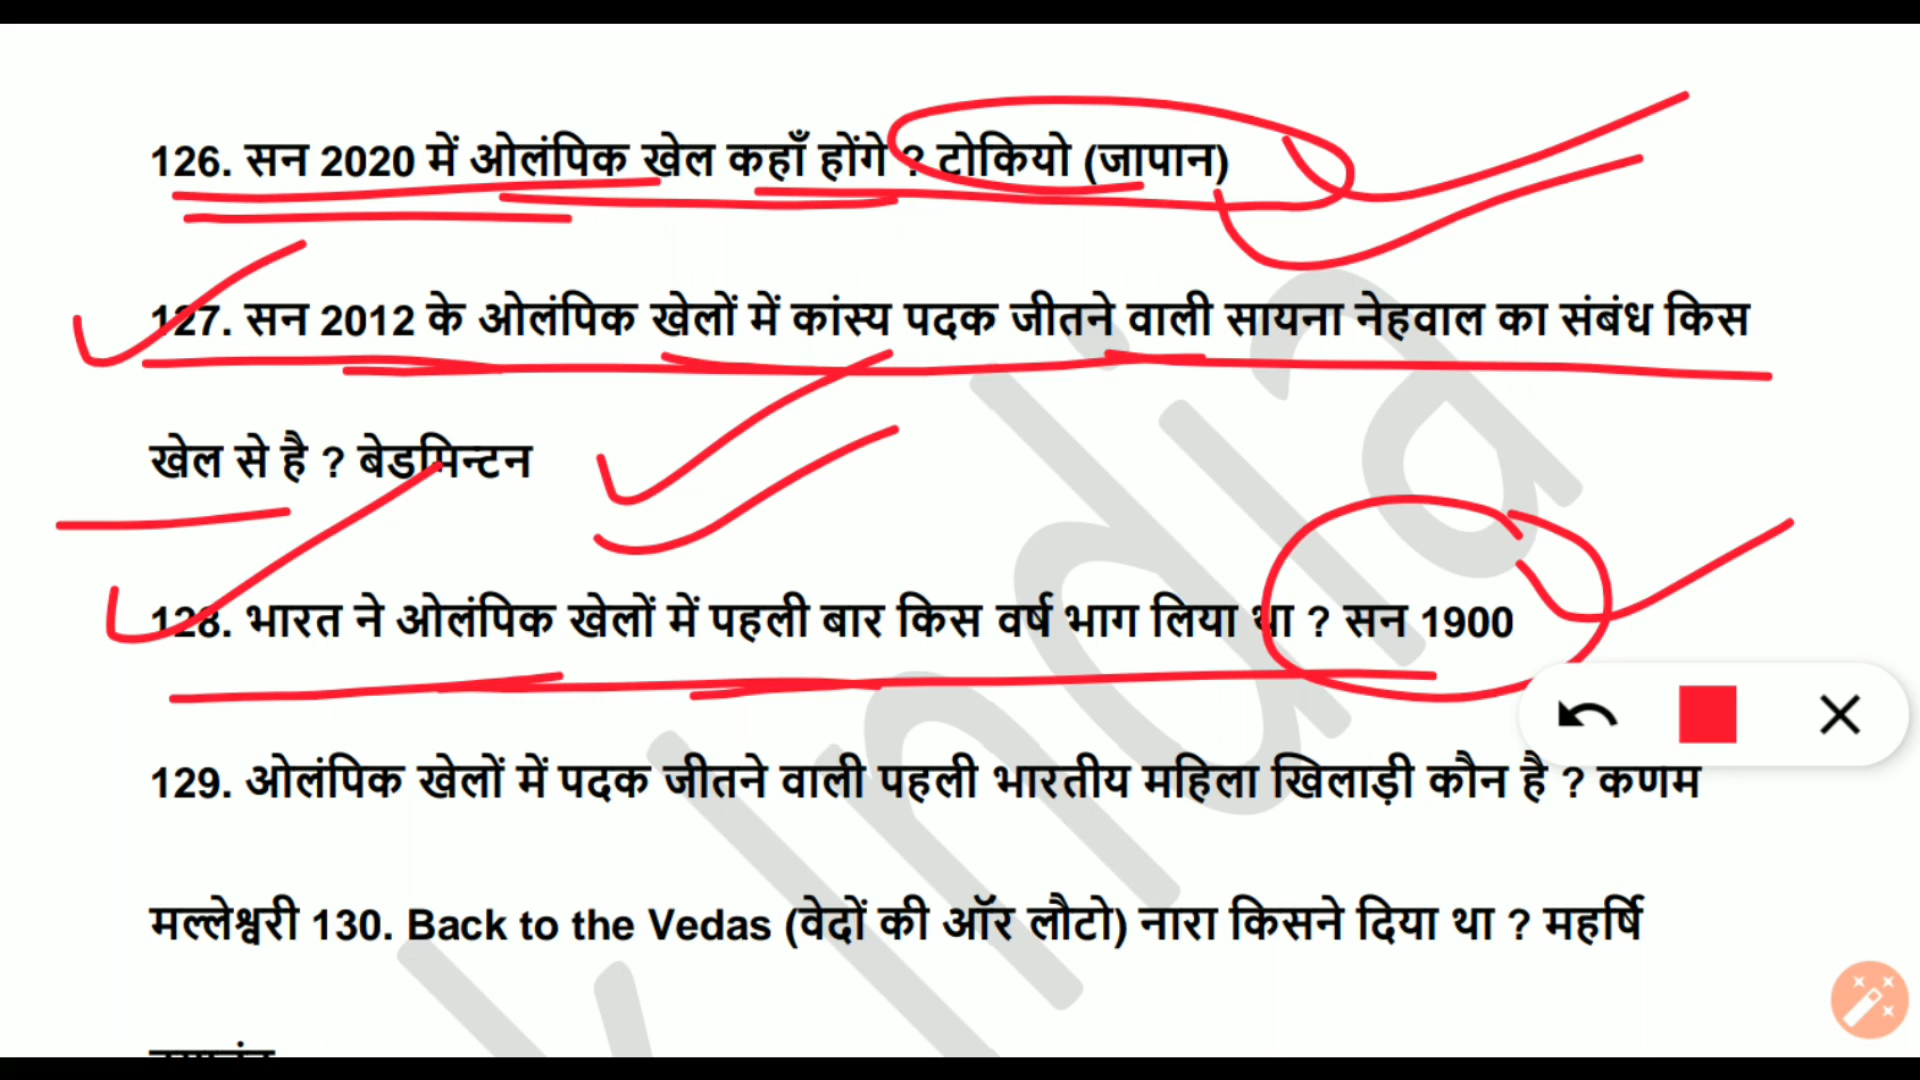 126. सन 2020 में ओलंपिक खेल कहाँ होंगे ? टोकियो (जापान)
127. सन 2012 के ओलंपिक खेलों में कांस्य पदक जीतने वाली सायना नेहवाल का संबंध किस
खेल से है ? बेडमिन्टन
128. भारत ने ओलंपिक खेलों में पहली बार किस वर्ष भाग लिया था ? सन 1900
129. ओलंपिक खेलों में पदक जीतने वाली पहली भारतीय महिला खिलाड़ी कौन है ? कणम
मल्लेश्वरी 130. Back to the Vedas (वेदों की ऑर लौटो) नारा किसने दिया था ? महर्षि
k India